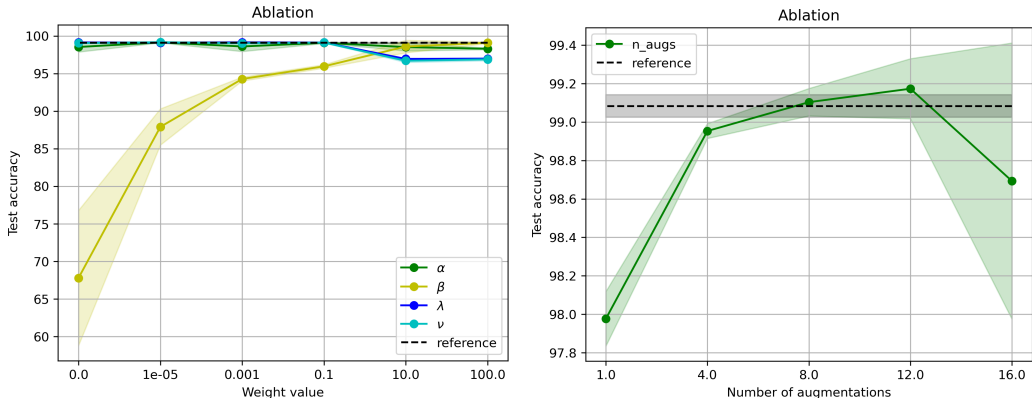 Ablation
Test accuracy
100
95
90
85
80
75
70
65
60
0.0 1e-05 0.001 0.1 10.0 100.0
Weight value
α
β
λ
ν
reference
Ablation
Test accuracy
99.4
99.2
99.0
98.8
98.6
98.4
98.2
98.0
97.8
1.0 4.0 8.0 12.0 16.0
Number of augmentations
n_augs
reference